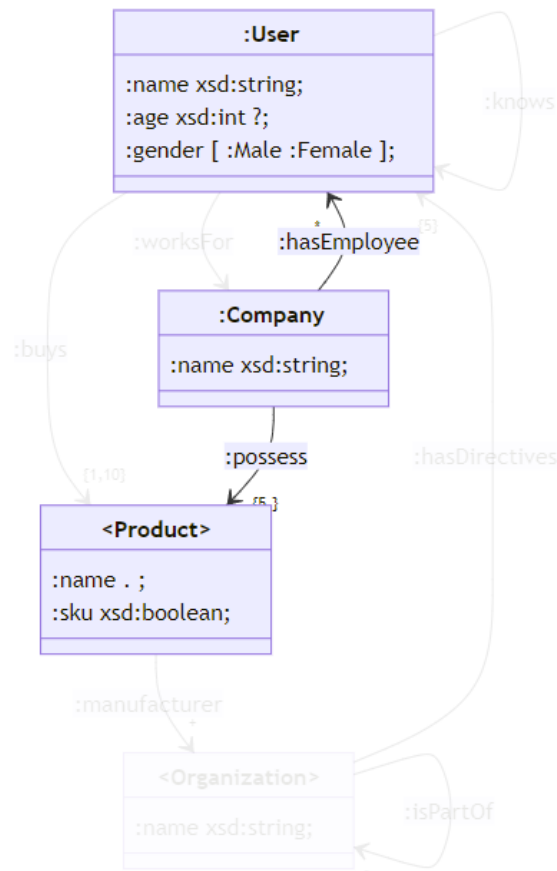 :User
:name xsd:string;
:age xsd:int ?;
:gender [ :Male :Female ];
:knows
*
[5]
:worksFor
:hasEmployee
:Company
:name xsd:string;
:buys
:possess
:hasDirectives
[1,10]
{5,}
<Product>
:name . ;
:sku xsd:boolean;
:manufacturer
*
<Organization>
:name xsd:string;
:isPartOf